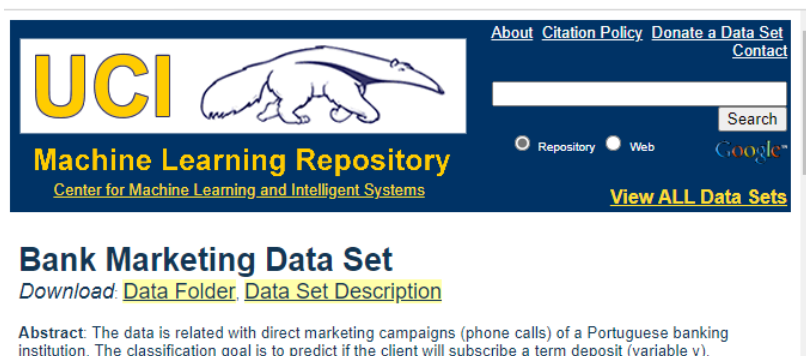 About Citation Policy Donate a Data Set
Contact
UCI
Search
Repository Web
Google™
Machine Learning Repository
Center for Machine Learning and Intelligent Systems
View ALL Data Sets
Bank Marketing Data Set
Download: Data Folder, Data Set Description
Abstract: The data is related with direct marketing campaigns (phone calls) of a Portuguese banking
institution. The classification goal is to predict if the client will subscribe a term deposit (variable y).